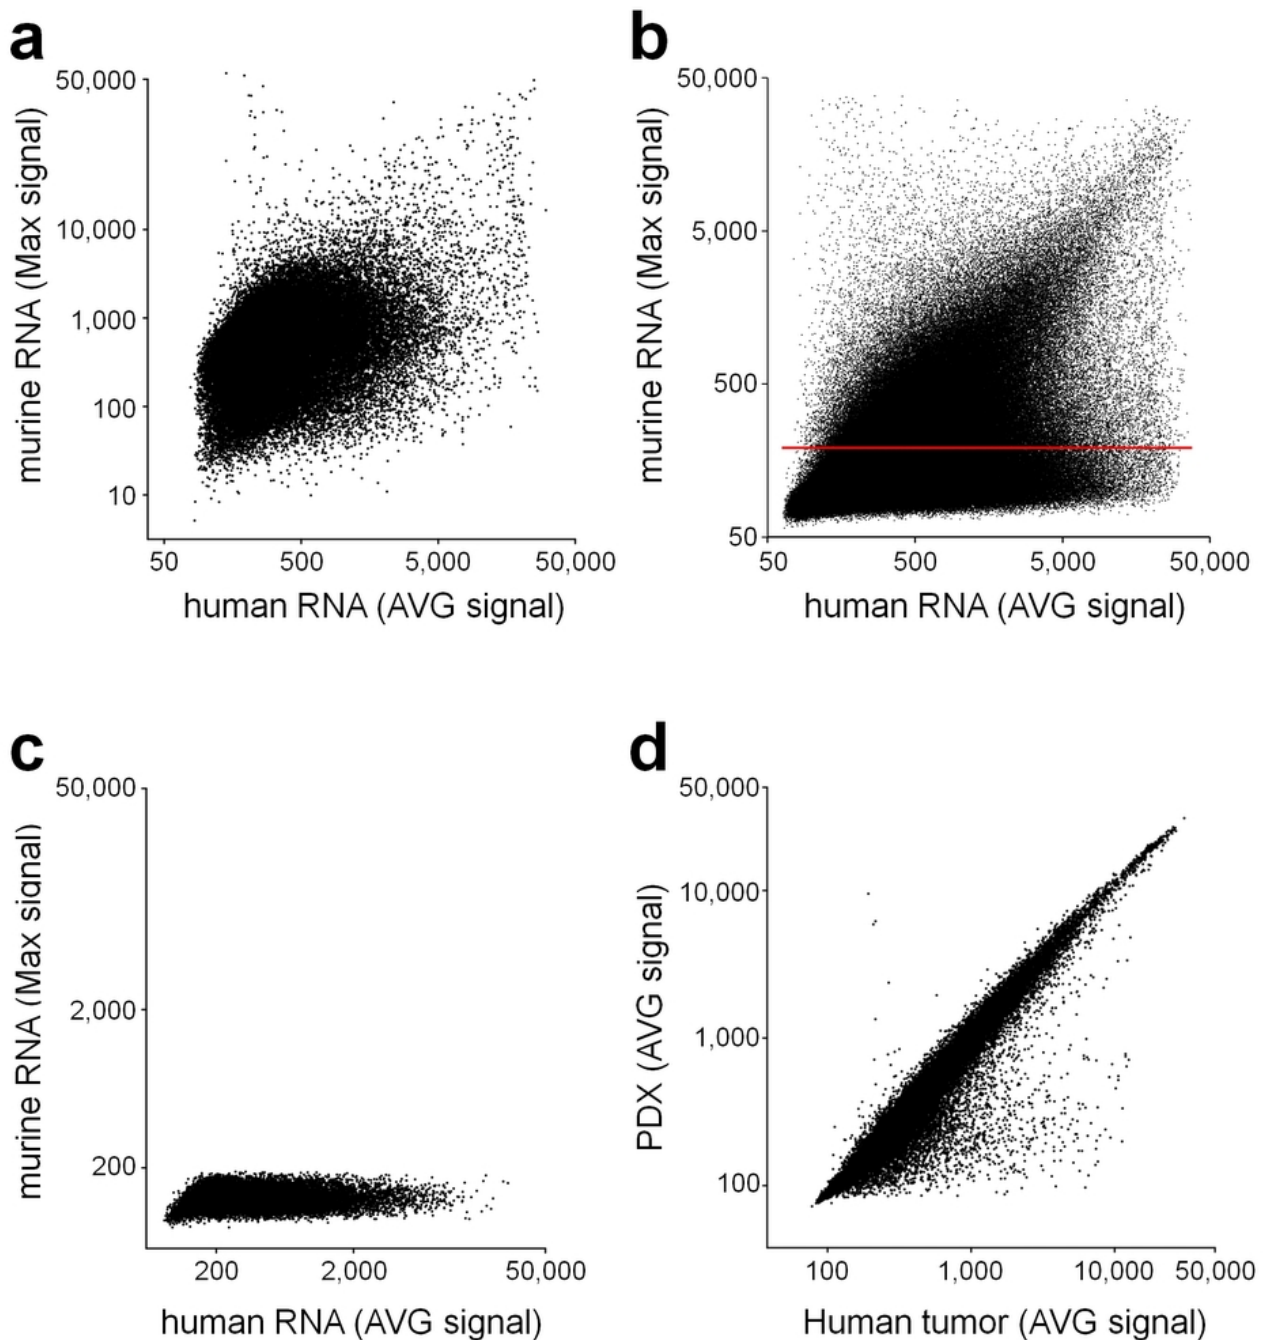 a
50,000
10,000
1,000
100
10
murine RNA (Max signal)
50
500
5,000
50,000
human RNA (AVG signal)
b
50,000
5,000
500
50
murine RNA (Max signal)
50
500
5,000
50,000
human RNA (AVG signal)
c
50,000
2,000
200
murine RNA (Max signal)
200
2,000
50,000
human RNA (AVG signal)
d
50,000
10,000
1,000
100
PDX (AVG signal)
100
1,000
10,000
50,000
Human tumor (AVG signal)